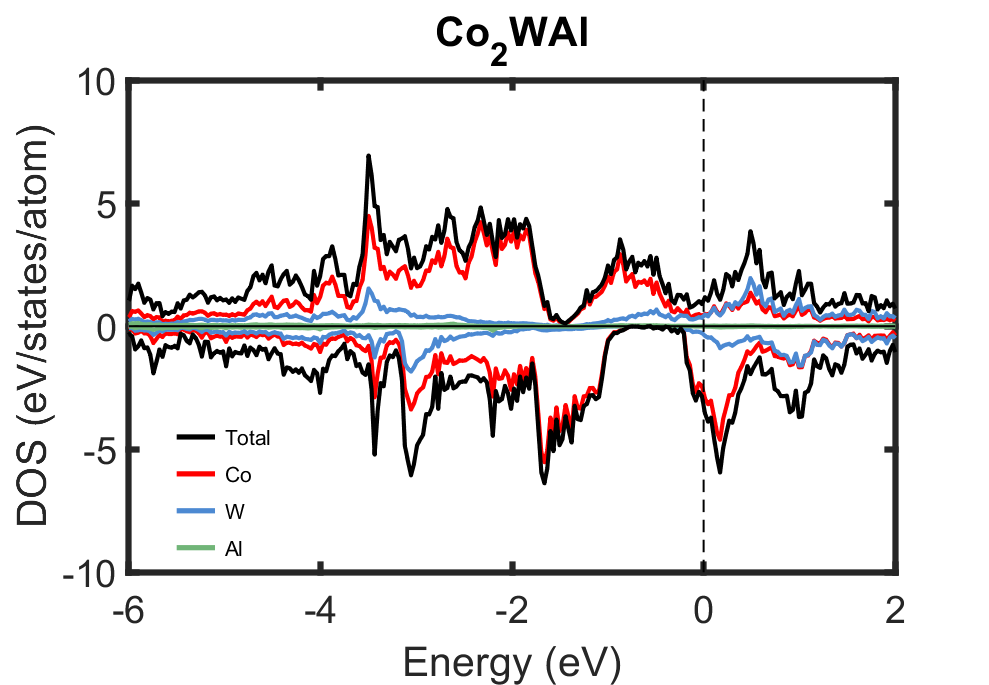 Co₂WAl
10
5
0
-5
-10
DOS (eV/states/atom)
Total
Co
W
Al
-6 -4 -2 0 2
Energy (eV)